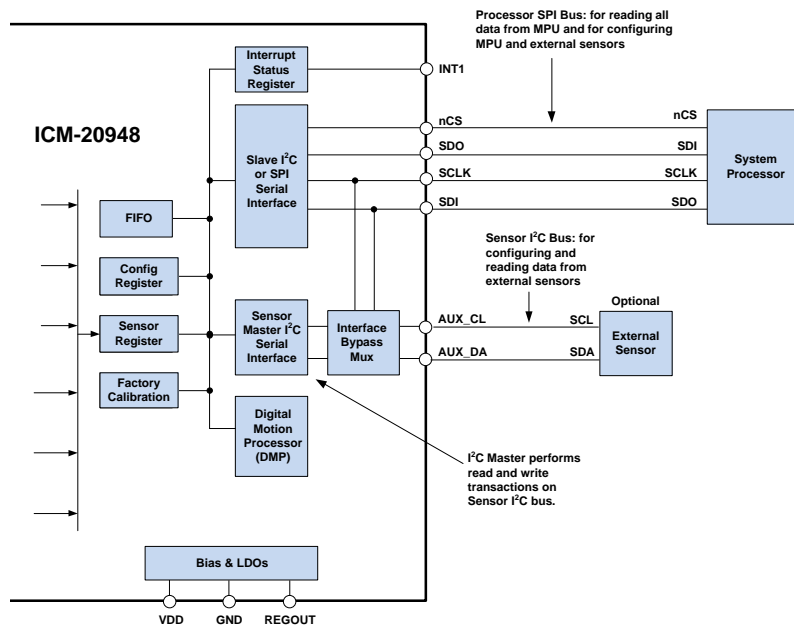 Processor SPI Bus: for reading all
data from MPU and for configuring
MPU and external sensors
ICM-20948
Interrupt
Status
Register
INT1
Slave I²C
or SPI
Serial
Interface
nCS
nCS
SDO
SDI
SCLK
SCLK
SDI
SDO
System
Processor
FIFO
Config
Register
Sensor
Register
Factory
Calibration
Sensor I²C Bus: for
configuring and
reading data from
external sensors
Sensor
Master I²C
Serial
Interface
Interface
Bypass
Mux
AUX_CL
SCL
AUX_DA
SDA
Optional
External
Sensor
Digital
Motion
Processor
(DMP)
I²C Master performs
read and write
transactions on
Sensor I²C bus.
Bias & LDOs
VDD
GND
REGOUT